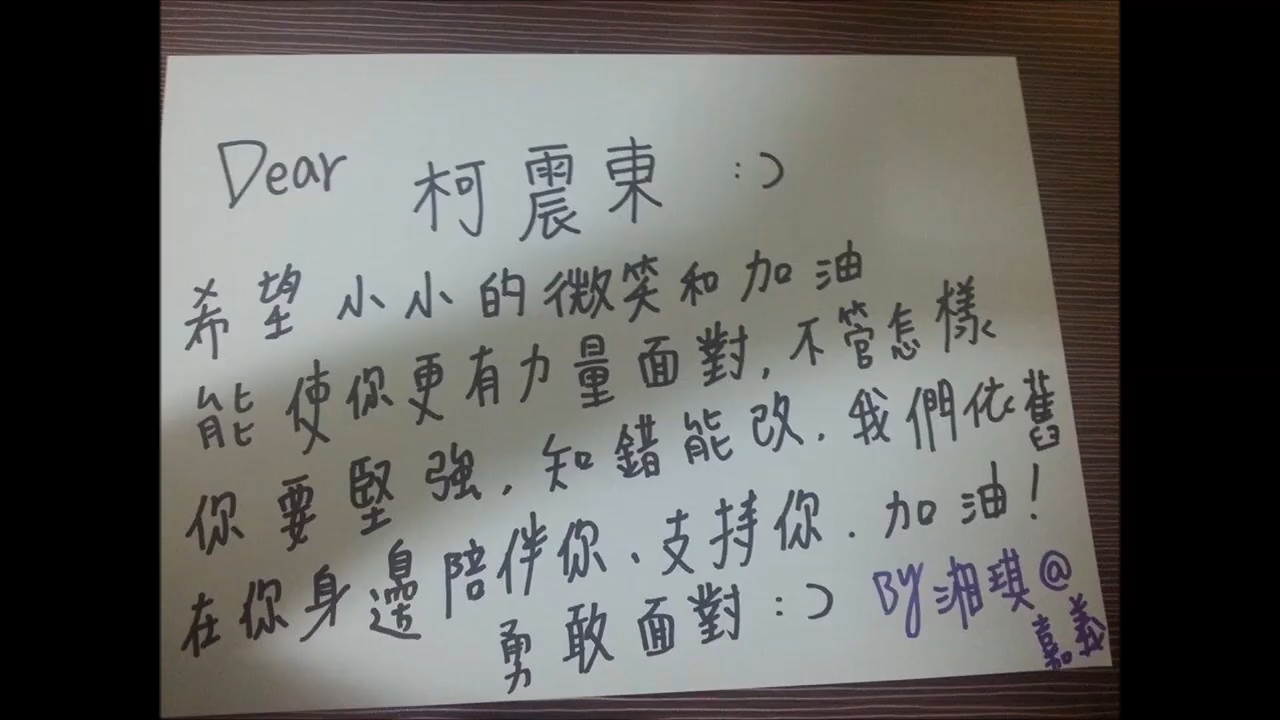 Dear 柯震東 :)
希望小小的微笑和加油
能使你更有力量面對,不管怎樣
你要堅強,知錯能改.我們依舊
在你身邊陪伴你、支持你.加油!
勇敢面對:) BY湘琪@
嘉義